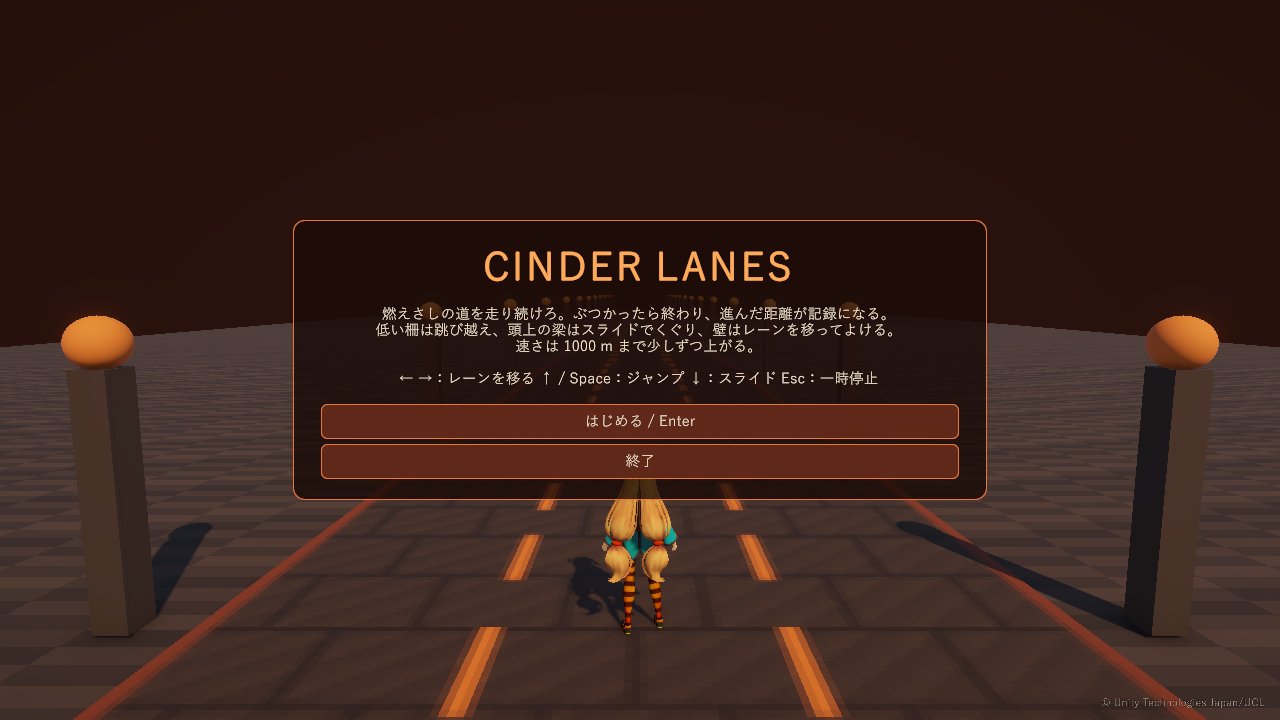 CINDER LANES
燃えさしの道を走り続けろ。ぶつかったら終わり、進んだ距離が記録になる。
低い柵は跳び越え、頭上の梁はスライドでくぐり、壁はレーンを移ってよける。
速さは 1000 m まで少しずつ上がる。
← →：レーンを移る ↑ / Space：ジャンプ ↓：スライド Esc：一時停止
はじめる / Enter
終了
© Unity Technologies Japan/UCL